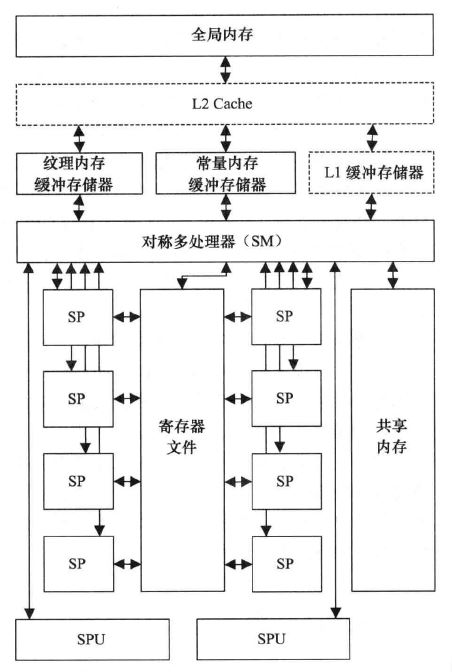 全局内存
L2 Cache
纹理内存
缓冲存储器
常量内存
缓冲存储器
L1 缓冲存储器
对称多处理器（SM）
SP
SP
SP
SP
寄存器
文件
SP
SP
SP
SP
共享
内存
SPU
SPU